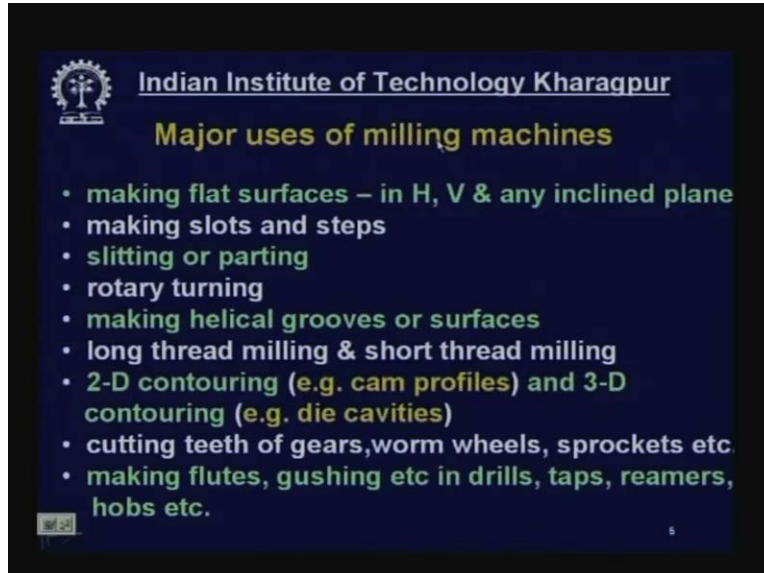 Indian Institute of Technology Kharagpur
Major uses of milling machines
• making flat surfaces – in H, V & any inclined plane
• making slots and steps
• slitting or parting
• rotary turning
• making helical grooves or surfaces
• long thread milling & short thread milling
• 2-D contouring (e.g. cam profiles) and 3-D
contouring (e.g. die cavities)
• cutting teeth of gears,worm wheels, sprockets etc.
• making flutes, gushing etc in drills, taps, reamers,
hobs etc.